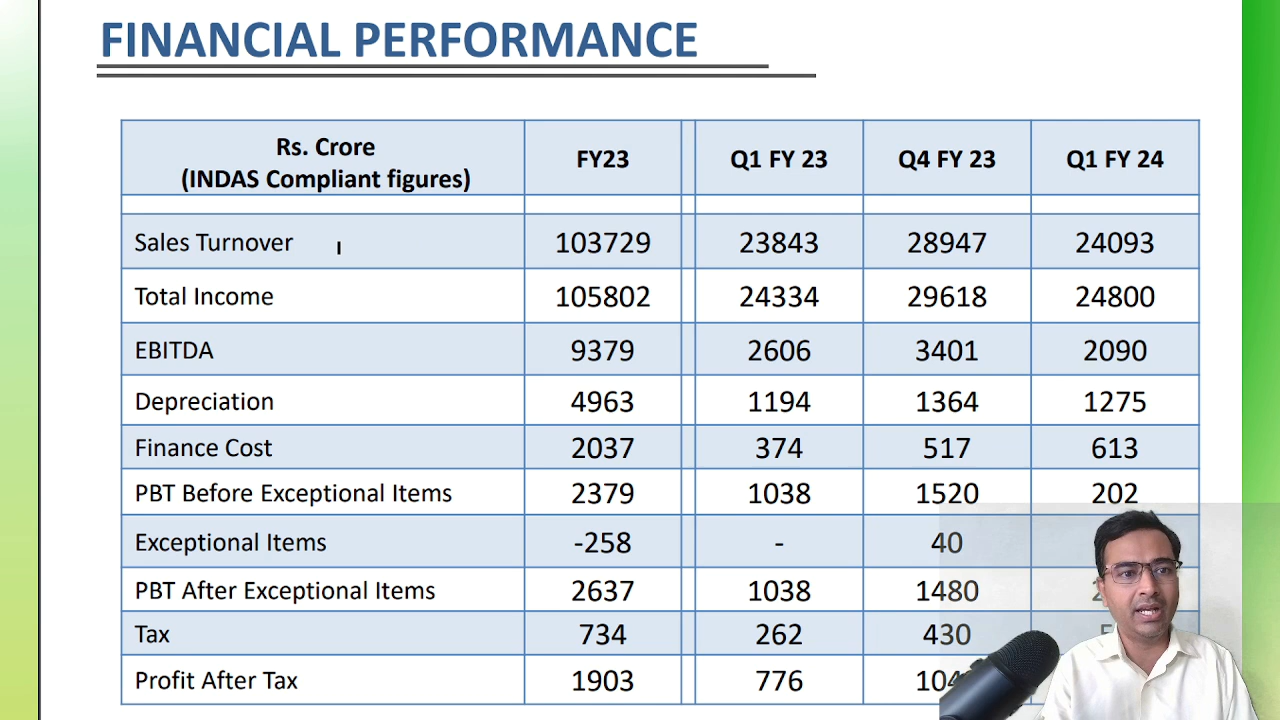 FINANCIAL PERFORMANCE
Rs. Crore
(INDAS Compliant figures) FY23 Q1 FY 23 Q4 FY 23 Q1 FY 24
Sales Turnover 103729 23843 28947 24093
Total Income 105802 24334 29618 24800
EBITDA 9379 2606 3401 2090
Depreciation 4963 1194 1364 1275
Finance Cost 2037 374 517 613
PBT Before Exceptional Items 2379 1038 1520 202
Exceptional Items -258 - 40
PBT After Exceptional Items 2637 1038 1480
Tax 734 262 430
Profit After Tax 1903 776